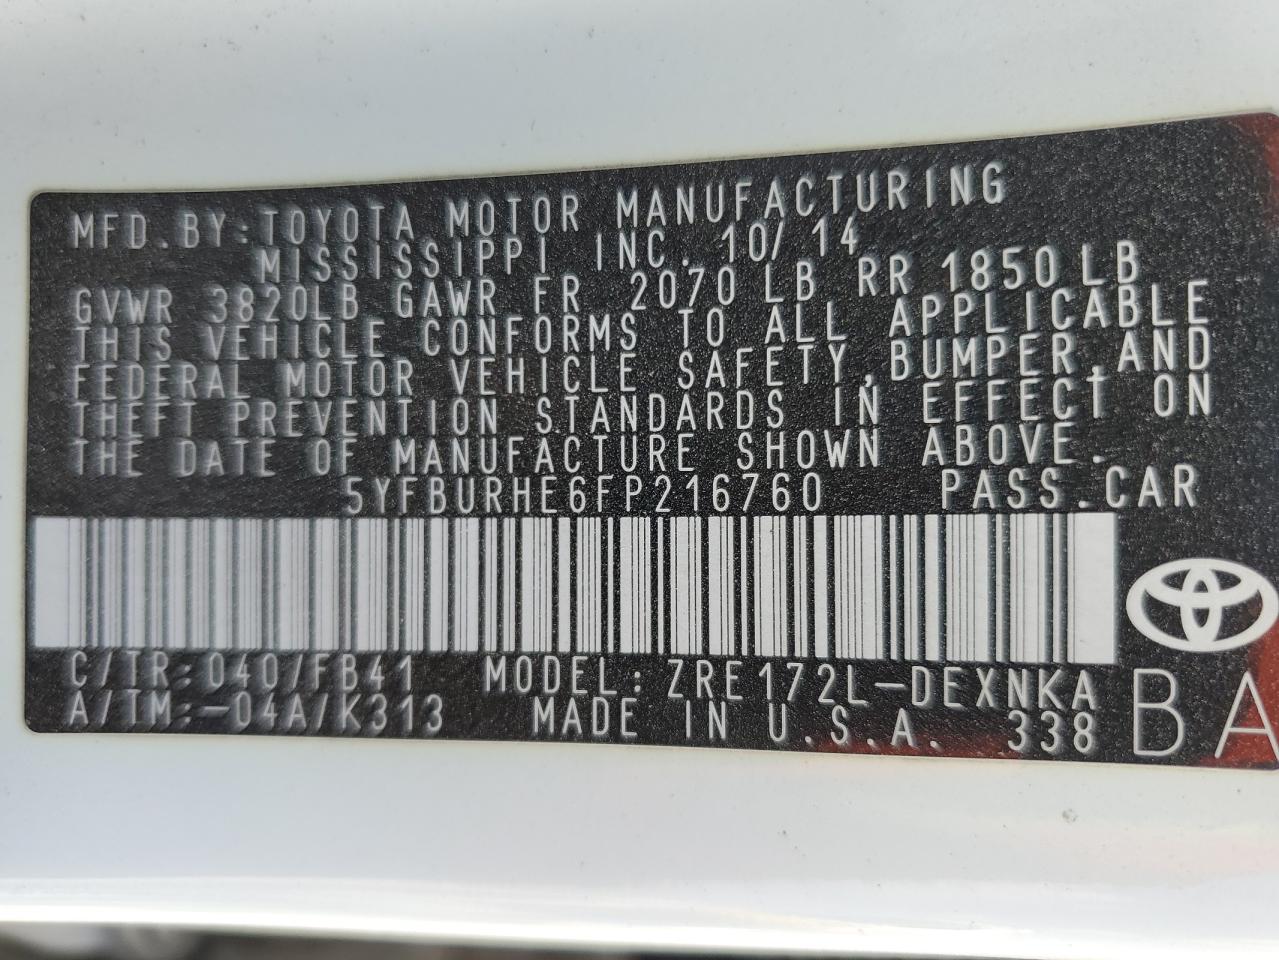 MFD.BY:TOYOTA MOTOR MANUFACTURING
MISSISSIPPI INC. 10/14
GVWR 3820LB GAWR FR 2070 LB RR 1850 LB
THIS VEHICLE CONFORMS TO ALL APPLICABLE
FEDERAL MOTOR VEHICLE SAFETY,BUMPER,AND
THEFT PREVENTION STANDARDS IN EFFECT ON
THE DATE OF MANUFACTURE SHOWN ABOVE.
5YFBURHE6FP216760 PASS.CAR
C/TR:040/FB41 MODEL: ZRE172L-DEXNKA
A/TM:-04A/K313 MADE IN U.S.A. 338 BA